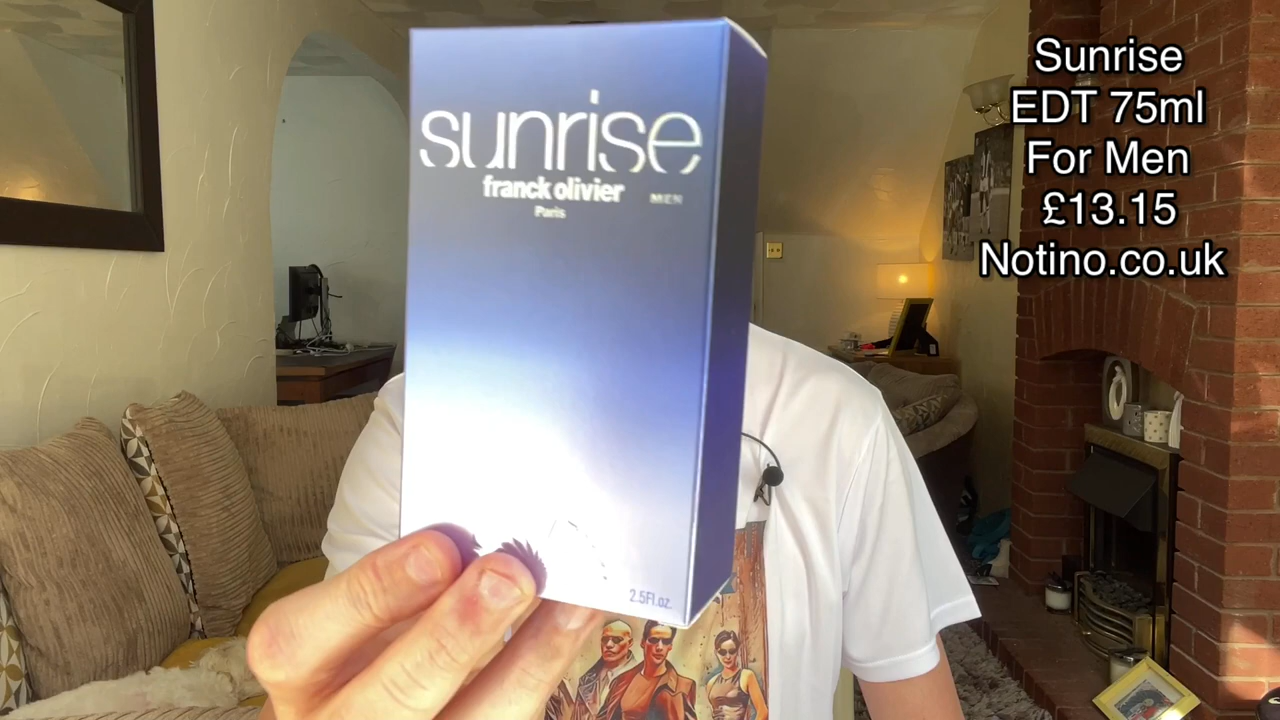 sunrise
franck olivier MEN
Paris
2.5Fl.oz.
Sunrise
EDT 75ml
For Men
£13.15
Notino.co.uk